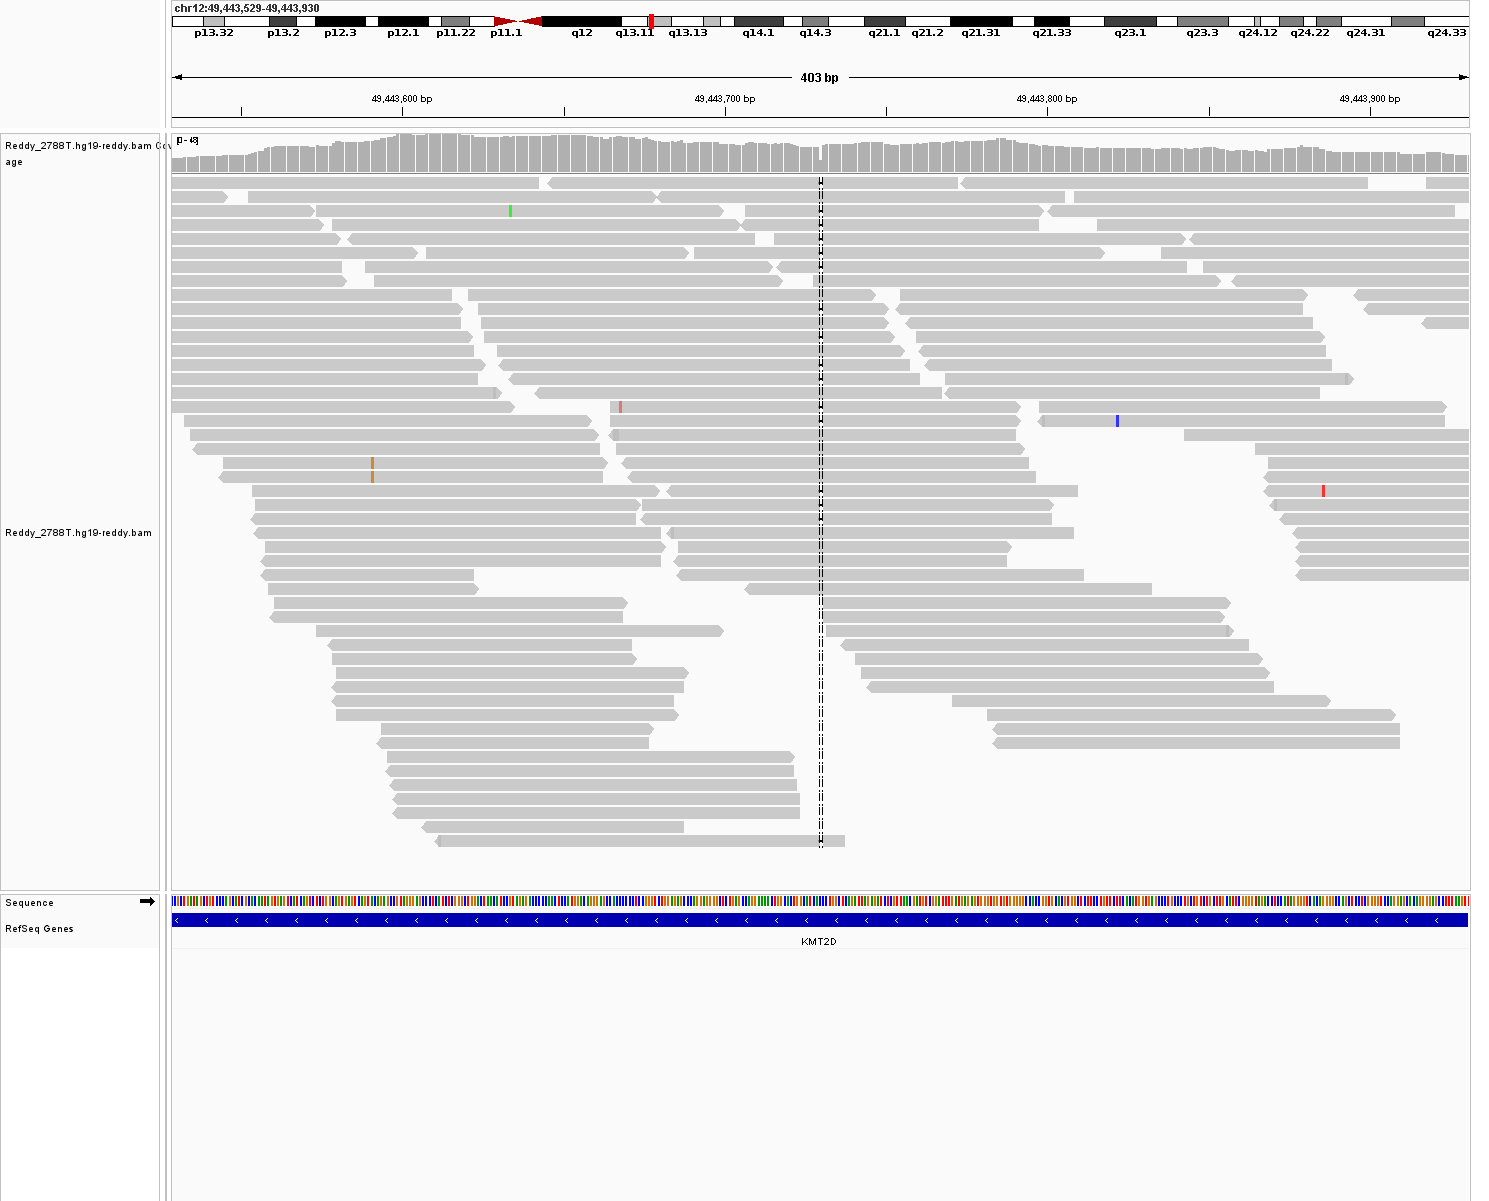 chr12:49,443,529-49,443,930
p13.32 p13.2 p12.3 p12.1 p11.22 p11.1 q12 q13.11 q13.13 q14.1 q14.3 q21.1 q21.2 q21.31 q21.33 q23.1 q23.3 q24.12 q24.22 q24.31 q24.33
403 bp
49,443,600 bp 49,443,700 bp 49,443,800 bp 49,443,900 bp
Reddy_2788T.hg19-reddy.bam Cov
age
Reddy_2788T.hg19-reddy.bam
Sequence
RefSeq Genes
KMT2D